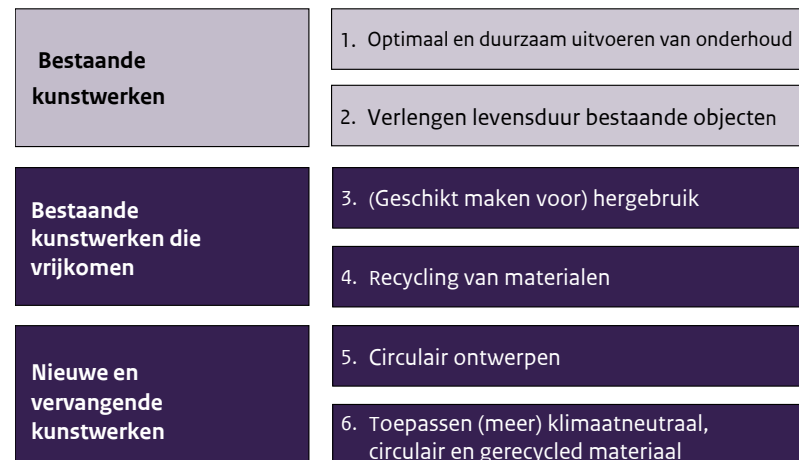 Bestaande
kunstwerken
1. Optimaal en duurzaam uitvoeren van onderhoud
2. Verlengen levensduur bestaande objecten
Bestaande
kunstwerken die
vrijkomen
3. (Geschikt maken voor) hergebruik
4. Recycling van materialen
Nieuwe en
vervangende
kunstwerken
5. Circulair ontwerpen
6. Toepassen (meer) klimaatneutraal,
circulair en gerecycled materiaal